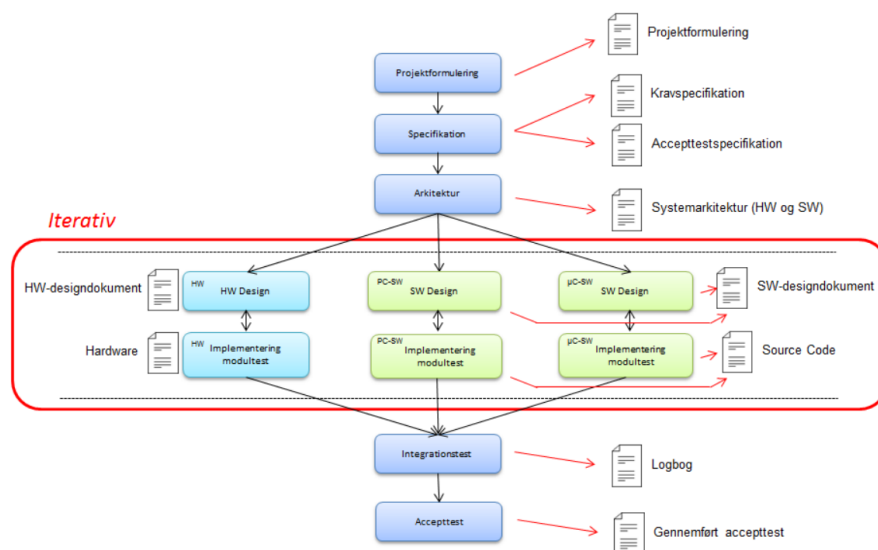 Projektformulering
Projektformulering
Kravspecifikation
Specifikation
Accepttestspecifikation
Arkitektur
Systemarkitektur (HW og SW)
Iterativ
HW-designdokument
HW
HW Design
PC-SW
SW Design
µC-SW
SW Design
SW-designdokument
Hardware
HW
Implementering
modultest
PC-SW
Implementering
modultest
µC-SW
Implementering
modultest
Source Code
Integrationstest
Logbog
Accepttest
Gennemført accepttest